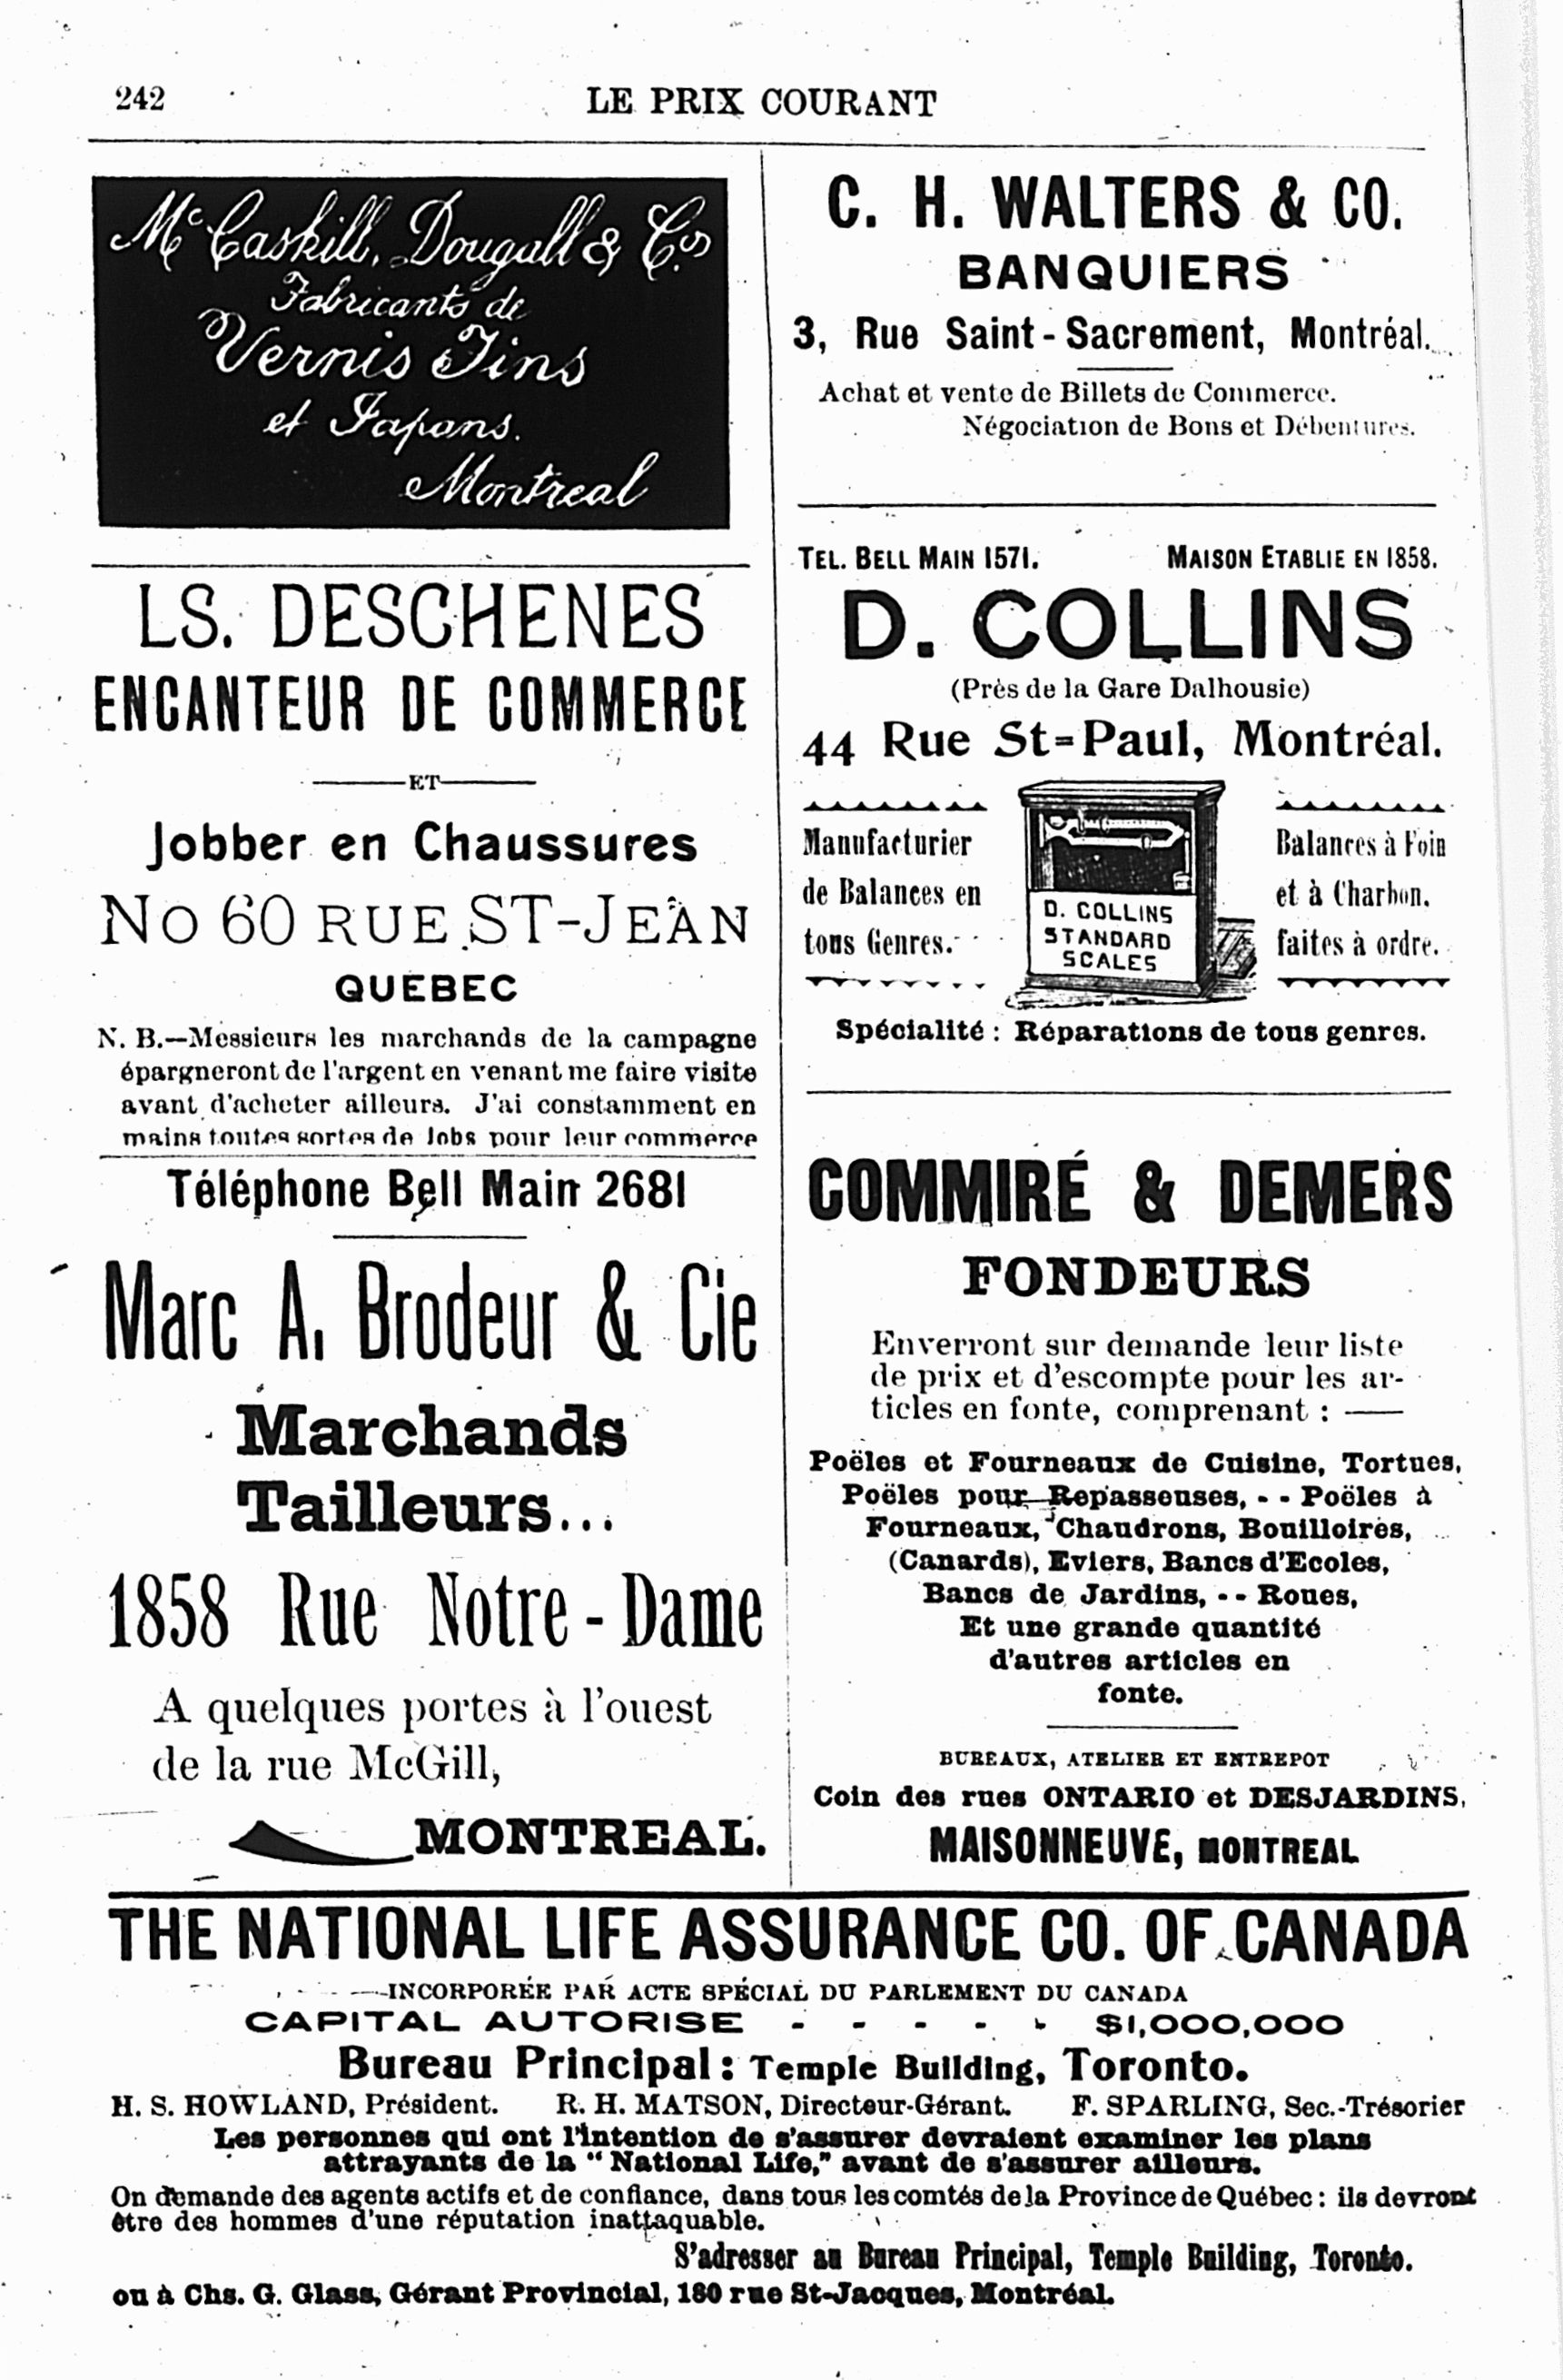 242
LE PRIX COURANT
McCaskill, Dougall & Co
Fabricants de
Vernis Fins
et Japans.
Montreal
LS. DESCHENES
ENCANTEUR DE COMMERCE
ET
Jobber en Chaussures
No 60 RUE ST-JEAN
QUEBEC
N. B.—Messieurs les marchands de la campagne
épargneront de l'argent en venant me faire visite
avant d'acheter ailleurs. J'ai constamment en
mains toutes sortes de Jobs pour leur commerce
Téléphone Bell Main 2681
Marc A. Brodeur & Cie
Marchands
Tailleurs...
1858 Rue Notre-Dame
A quelques portes à l'ouest
de la rue McGill,
MONTREAL.
C. H. WALTERS & CO.
BANQUIERS
3, Rue Saint-Sacrement, Montréal.
Achat et vente de Billets de Commerce.
Négociation de Bons et Débentures.
TEL. BELL MAIN 1571. MAISON ETABLIE EN 1858.
D. COLLINS
(Près de la Gare Dalhousie)
44 Rue St=Paul, Montréal.
Manufacturier
de Balances en
tous Genres.
D. COLLINS
STANDARD
SCALES
Balances à Foin
et à Charbon.
faites à ordre.
Spécialité : Réparations de tous genres.
COMMIRÉ & DEMERS
FONDEURS
Enverront sur demande leur liste
de prix et d'escompte pour les ar-
ticles en fonte, comprenant : ——
Poëles et Fourneaux de Cuisine, Tortues,
Poëles pour Repasseuses, - - Poëles à
Fourneaux, Chaudrons, Bouilloires,
(Canards), Eviers, Bancs d'Ecoles,
Bancs de Jardins, - - Roues,
Et une grande quantité
d'autres articles en
fonte.
BUREAUX, ATELIER ET ENTREPOT
Coin des rues ONTARIO et DESJARDINS,
MAISONNEUVE, MONTREAL
THE NATIONAL LIFE ASSURANCE CO. OF CANADA
INCORPORÉE PAR ACTE SPÉCIAL DU PARLEMENT DU CANADA
CAPITAL AUTORISE - - - - - $1,000,000
Bureau Principal : Temple Building, Toronto.
H. S. HOWLAND, Président. R. H. MATSON, Directeur-Gérant. F. SPARLING, Sec.-Trésorier
Les personnes qui ont l'intention de s'assurer devraient examiner les plans
attrayants de la "National Life," avant de s'assurer ailleurs.
On demande des agents actifs et de confiance, dans tous les comtés de la Province de Québec : ils devront
être des hommes d'une réputation inattaquable.
S'adresser au Bureau Principal, Temple Building, Toronto.
ou à Chs. G. Glass, Gérant Provincial, 180 rue St-Jacques, Montréal.